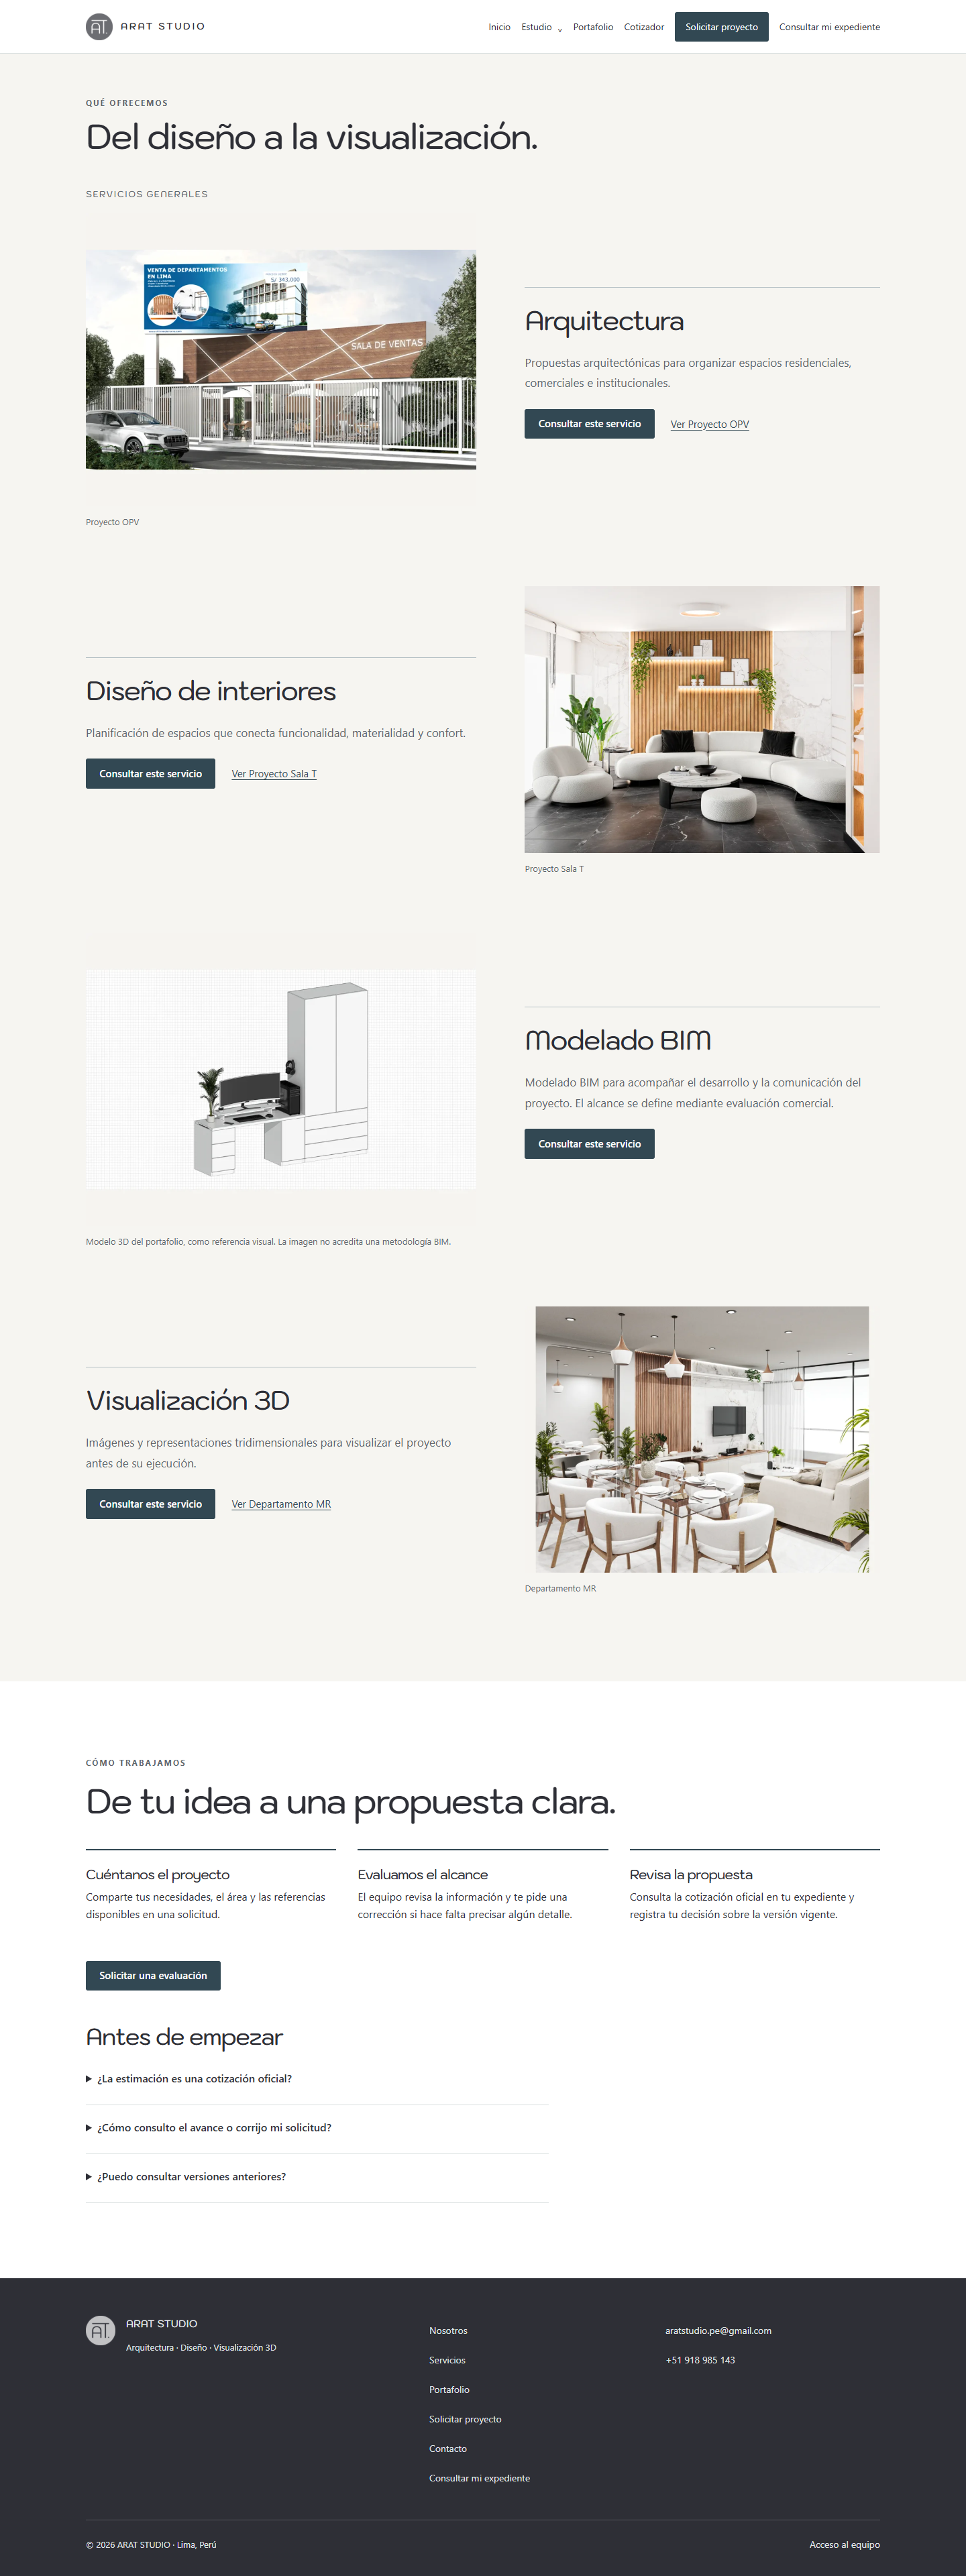 AT.
ARAT STUDIO
Inicio
Estudio
Portafolio
Cotizador
Solicitar proyecto
Consultar mi expediente
QUÉ OFRECEMOS
Del diseño a la visualización.
SERVICIOS GENERALES
VENTA DE DEPARTAMENTOS
EN LIMA
S/ 343,000
SALA DE VENTAS
Proyecto OPV
Arquitectura
Propuestas arquitectónicas para organizar espacios residenciales,
comerciales e institucionales.
Consultar este servicio
Ver Proyecto OPV
Diseño de interiores
Planificación de espacios que conecta funcionalidad, materialidad y confort.
Consultar este servicio
Ver Proyecto Sala T
Proyecto Sala T
Modelado BIM
Modelado BIM para acompañar el desarrollo y la comunicación del
proyecto. El alcance se define mediante evaluación comercial.
Consultar este servicio
Modelo 3D del portafolio, como referencia visual. La imagen no acredita una metodología BIM.
Visualización 3D
Imágenes y representaciones tridimensionales para visualizar el proyecto
antes de su ejecución.
Consultar este servicio
Ver Departamento MR
Departamento MR
CÓMO TRABAJAMOS
De tu idea a una propuesta clara.
Cuéntanos el proyecto
Comparte tus necesidades, el área y las referencias
disponibles en una solicitud.
Evaluamos el alcance
El equipo revisa la información y te pide una
corrección si hace falta precisar algún detalle.
Revisa la propuesta
Consulta la cotización oficial en tu expediente y
registra tu decisión sobre la versión vigente.
Solicitar una evaluación
Antes de empezar
¿La estimación es una cotización oficial?
¿Cómo consulto el avance o corrijo mi solicitud?
¿Puedo consultar versiones anteriores?
AT.
ARAT STUDIO
Arquitectura · Diseño · Visualización 3D
Nosotros
Servicios
Portafolio
Solicitar proyecto
Contacto
Consultar mi expediente
aratstudio.pe@gmail.com
+51 918 985 143
© 2026 ARAT STUDIO · Lima, Perú
Acceso al equipo